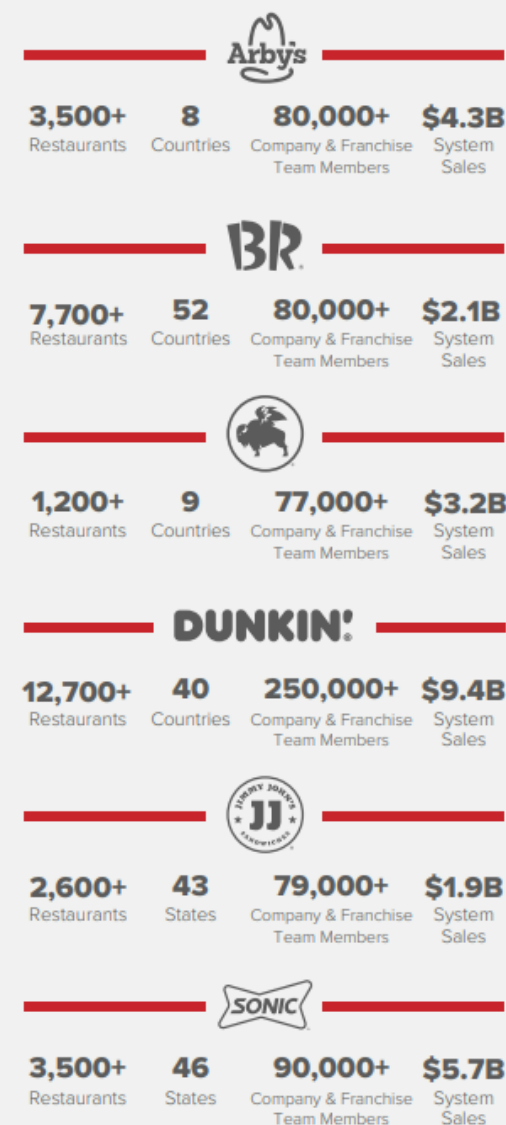 Arby's
3,500+ 8 80,000+ $4.3B
Restaurants Countries Company & Franchise System
Team Members Sales
BR
7,700+ 52 80,000+ $2.1B
Restaurants Countries Company & Franchise System
Team Members Sales
1,200+ 9 77,000+ $3.2B
Restaurants Countries Company & Franchise System
Team Members Sales
DUNKIN'
12,700+ 40 250,000+ $9.4B
Restaurants Countries Company & Franchise System
Team Members Sales
JIMMY JOHN'S
JJ
SANDWICHES
2,600+ 43 79,000+ $1.9B
Restaurants States Company & Franchise System
Team Members Sales
SONIC
3,500+ 46 90,000+ $5.7B
Restaurants States Company & Franchise System
Team Members Sales